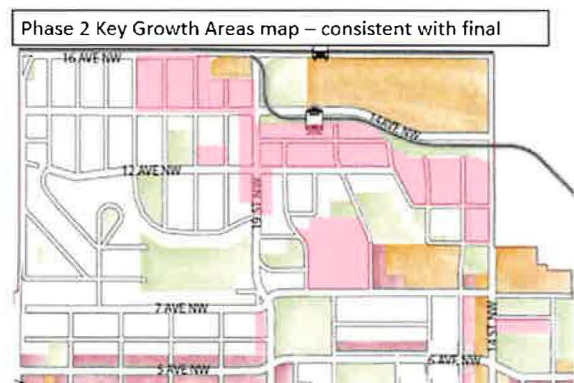 Phase 2 Key Growth Areas map – consistent with final
16 AVE NW
14 AVE NW
12 AVE NW
19 ST NW
7 AVE NW
14 ST NW
5 AVE NW
6 AVE NW